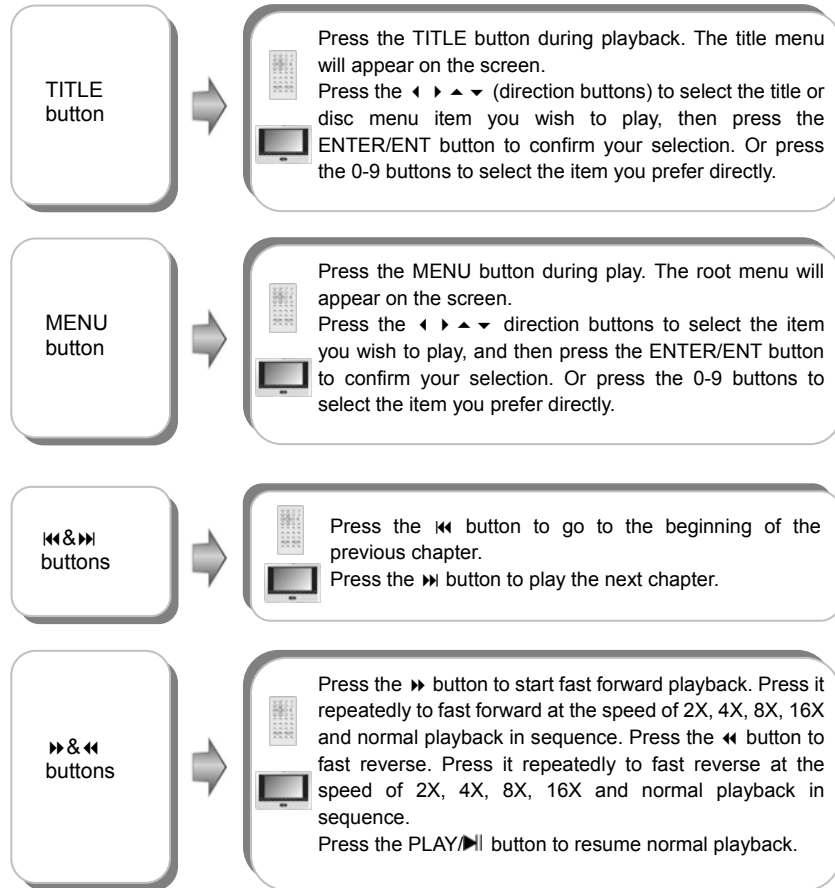 TITLE
button
Press the TITLE button during playback. The title menu
will appear on the screen.
Press the ◂ ▸ ▴ ▾ (direction buttons) to select the title or
disc menu item you wish to play, then press the
ENTER/ENT button to confirm your selection. Or press
the 0-9 buttons to select the item you prefer directly.
MENU
button
Press the MENU button during play. The root menu will
appear on the screen.
Press the ◂ ▸ ▴ ▾ direction buttons to select the item
you wish to play, and then press the ENTER/ENT button
to confirm your selection. Or press the 0-9 buttons to
select the item you prefer directly.
⏮&⏭
buttons
Press the ⏮ button to go to the beginning of the
previous chapter.
Press the ⏭ button to play the next chapter.
⏩&⏪
buttons
Press the ⏩ button to start fast forward playback. Press it
repeatedly to fast forward at the speed of 2X, 4X, 8X, 16X
and normal playback in sequence. Press the ⏪ button to
fast reverse. Press it repeatedly to fast reverse at the
speed of 2X, 4X, 8X, 16X and normal playback in
sequence.
Press the PLAY/⏯ button to resume normal playback.